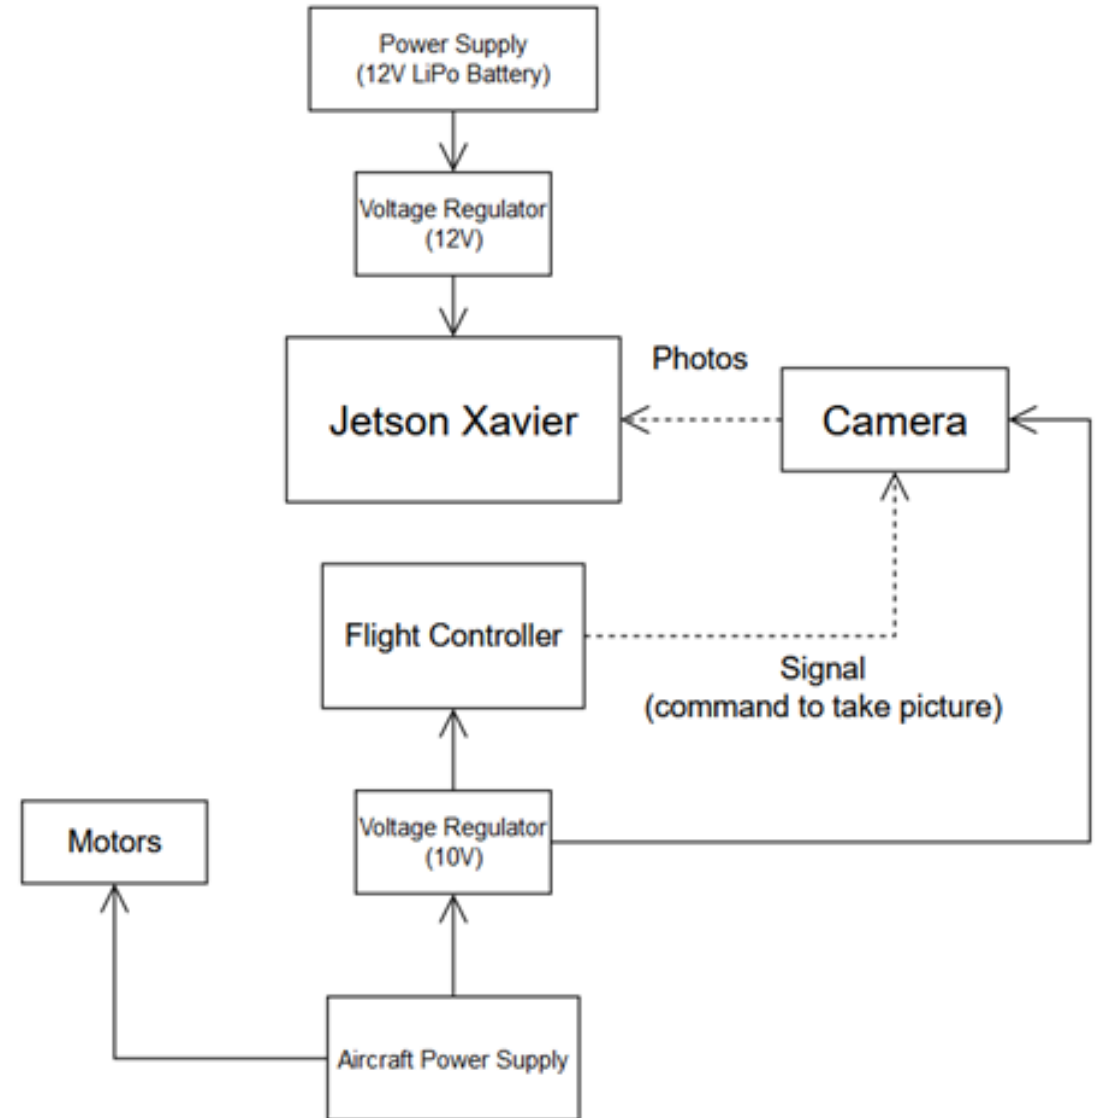 Power Supply
(12V LiPo Battery)
Voltage Regulator
(12V)
Photos
Jetson Xavier
Camera
Flight Controller
Signal
(command to take picture)
Motors
Voltage Regulator
(10V)
Aircraft Power Supply